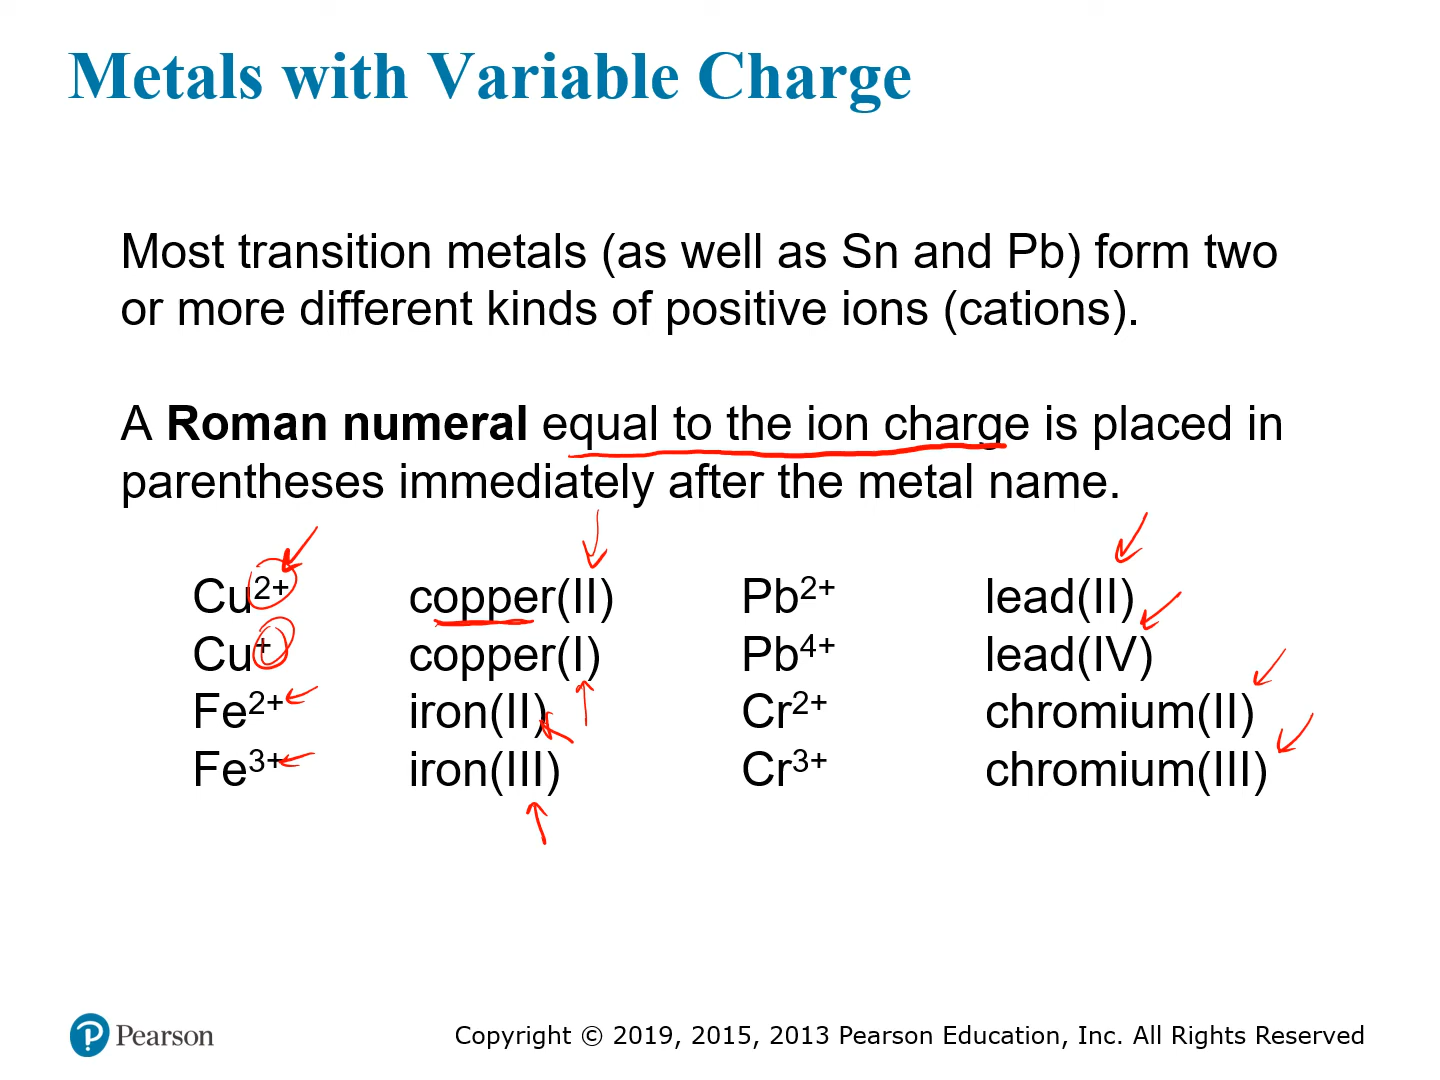 Metals with Variable Charge
Most transition metals (as well as Sn and Pb) form two
or more different kinds of positive ions (cations).
A Roman numeral equal to the ion charge is placed in
parentheses immediately after the metal name.
Cu²⁺ copper(II) Pb²⁺ lead(II)
Cu⁺ copper(I) Pb⁴⁺ lead(IV)
Fe²⁺ iron(II) Cr²⁺ chromium(II)
Fe³⁺ iron(III) Cr³⁺ chromium(III)
Pearson Copyright © 2019, 2015, 2013 Pearson Education, Inc. All Rights Reserved